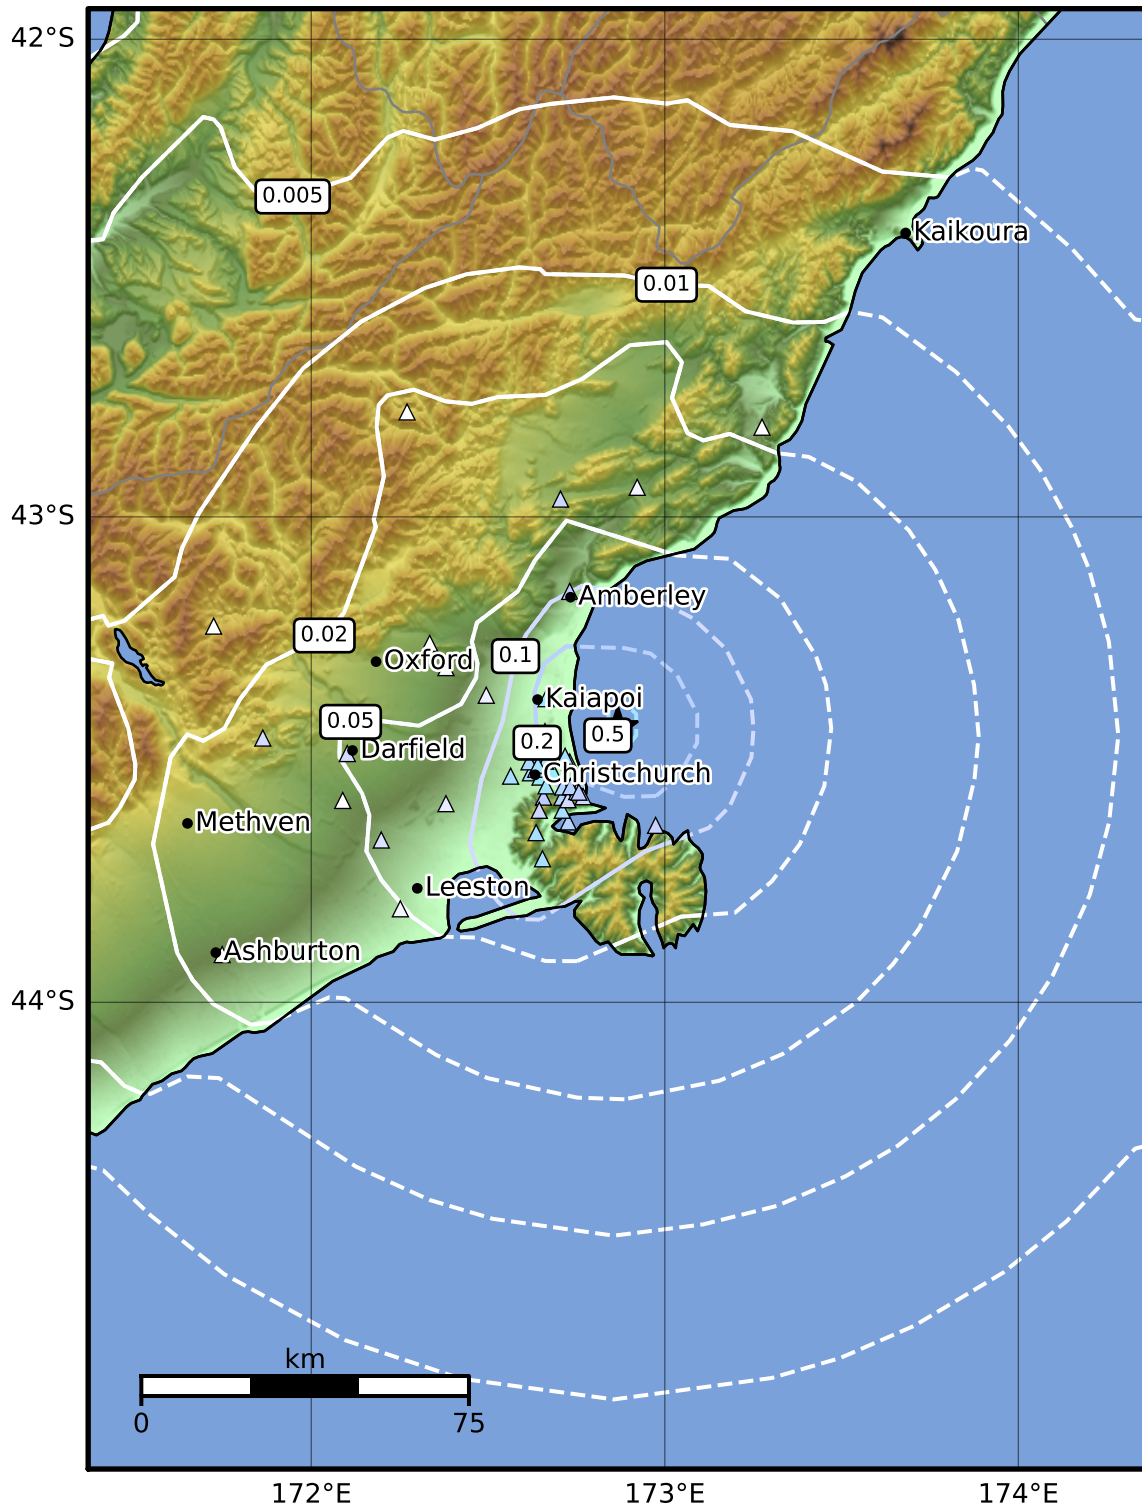 42°S
0.005
Kaikoura
0.01
43°S
Amberley
0.02
0.1
Oxford
Kaiapoi
0.05
0.5
0.2
Darfield
Christchurch
Methven
Leeston
Ashburton
44°S
km
0
75
172°E
173°E
174°E